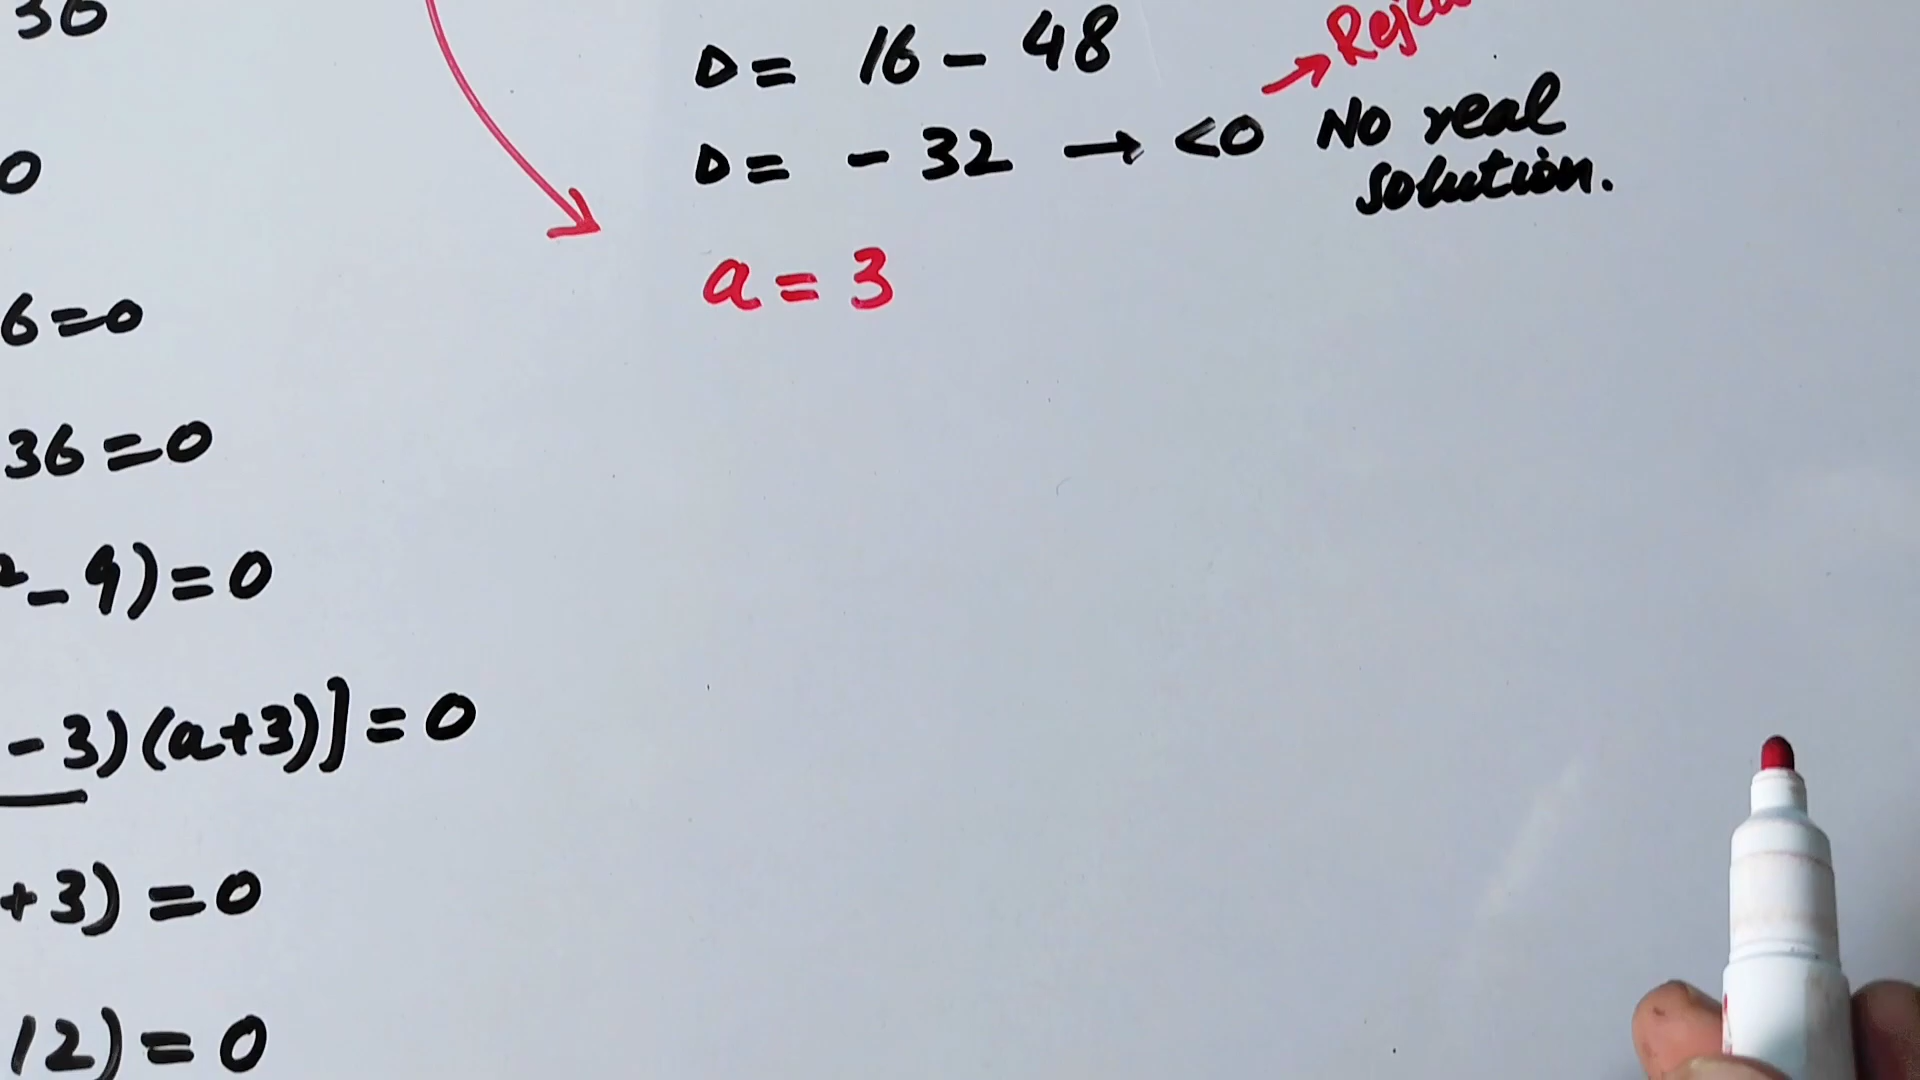 36
0
6=0
36=0
²-9)=0
-3)(a+3)]=0
+3)=0
12)=0
D= 16-48
D= -32 → <0 No real
solution.
a=3